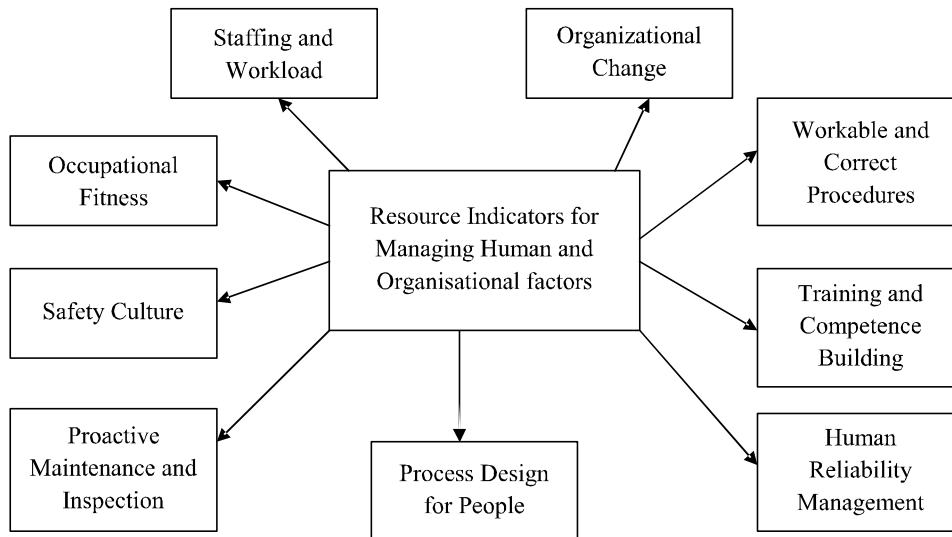 Staffing and
Workload
Organizational
Change
Occupational
Fitness
Workable and
Correct
Procedures
Resource Indicators for
Managing Human and
Organisational factors
Safety Culture
Training and
Competence
Building
Proactive
Maintenance and
Inspection
Process Design
for People
Human
Reliability
Management